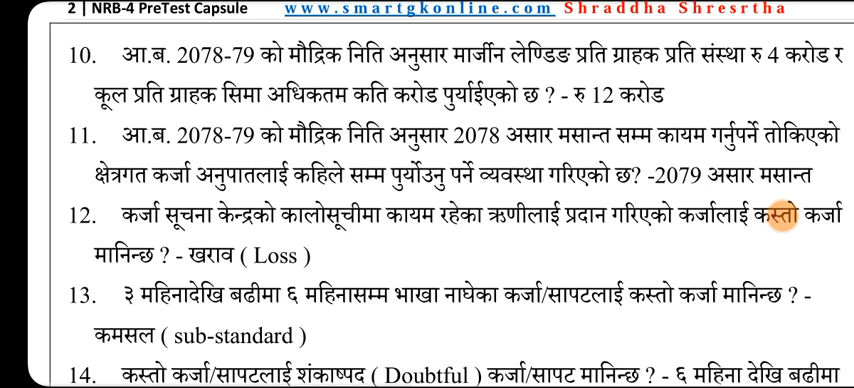 2 | NRB-4 PreTest Capsule www.smartgkonline.com Shraddha Shresrtha
10. आ.ब. 2078-79 को मौद्रिक निति अनुसार मार्जीन लेण्डिङ प्रति ग्राहक प्रति संस्था रु 4 करोड र
कूल प्रति ग्राहक सिमा अधिकतम कति करोड पुर्याईएको छ ? - रु 12 करोड
11. आ.ब. 2078-79 को मौद्रिक निति अनुसार 2078 असार मसान्त सम्म कायम गर्नुपर्ने तोकिएको
क्षेत्रगत कर्जा अनुपातलाई कहिले सम्म पुर्योउनु पर्ने व्यवस्था गरिएको छ? -2079 असार मसान्त
12. कर्जा सूचना केन्द्रको कालोसूचीमा कायम रहेका ऋणीलाई प्रदान गरिएको कर्जालाई कस्तो कर्जा
मानिन्छ ? - खराव ( Loss )
13. ३ महिनादेखि बढीमा ६ महिनासम्म भाखा नाघेका कर्जा/सापटलाई कस्तो कर्जा मानिन्छ ? -
कमसल ( sub-standard )
14. कस्तो कर्जा/सापटलाई शंकाष्पद ( Doubtful ) कर्जा/सापट मानिन्छ ? - ६ महिना देखि बढीमा